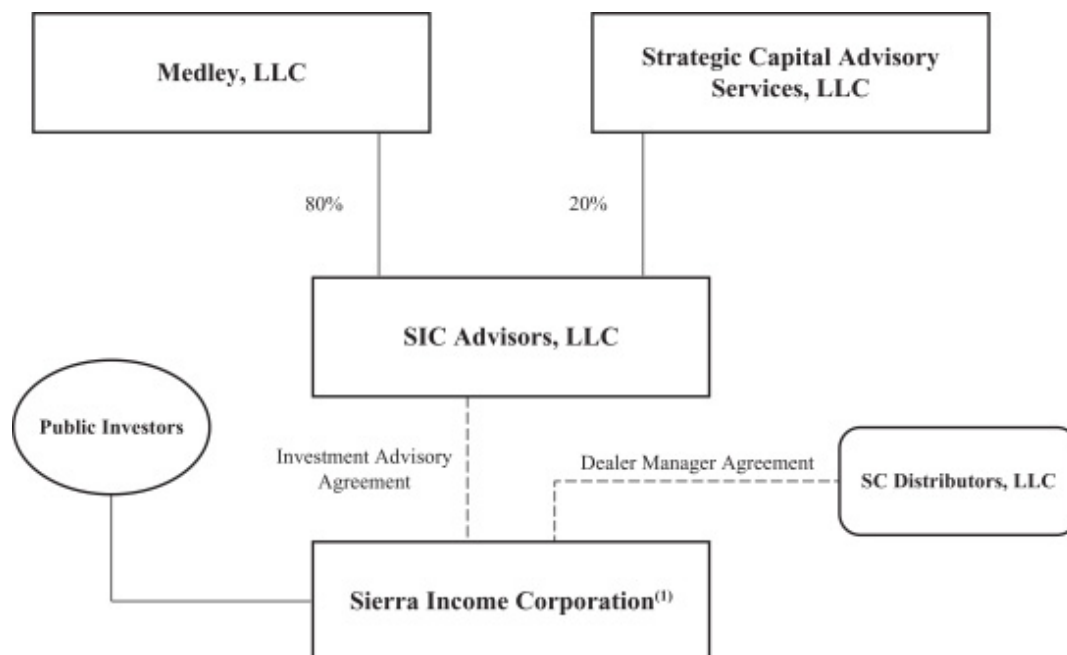 Medley, LLC
Strategic Capital Advisory
Services, LLC
80%
20%
SIC Advisors, LLC
Public Investors
Investment Advisory
Agreement
Dealer Manager Agreement
SC Distributors, LLC
Sierra Income Corporation(1)